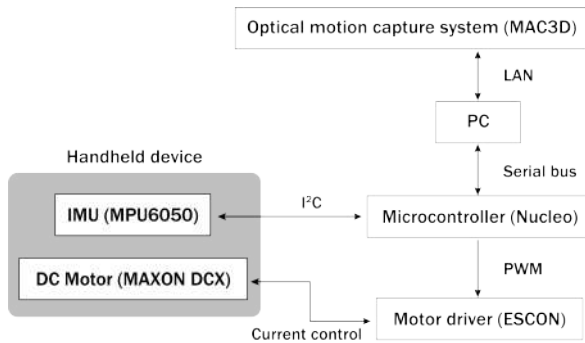 Optical motion capture system (MAC3D)
LAN
PC
Handheld device
Serial bus
IMU (MPU6050)
I²C
Microcontroller (Nucleo)
DC Motor (MAXON DCX)
PWM
Current control
Motor driver (ESCON)